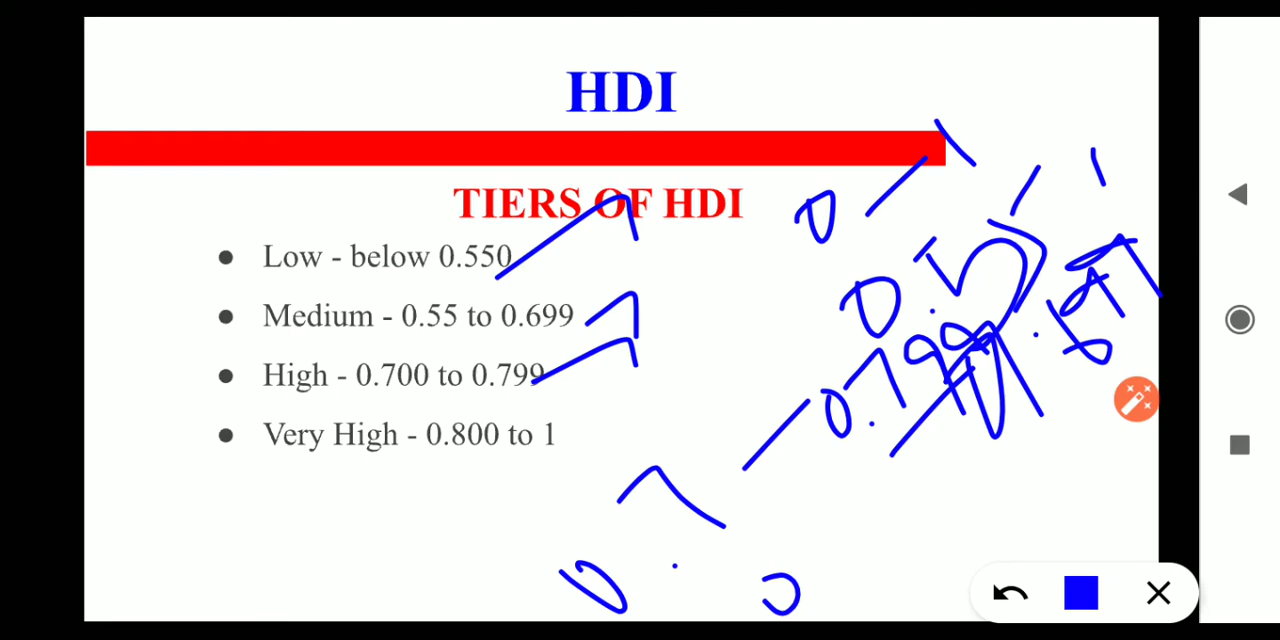 HDI
TIERS OF HDI
● Low - below 0.550
● Medium - 0.55 to 0.699
● High - 0.700 to 0.799
● Very High - 0.800 to 1